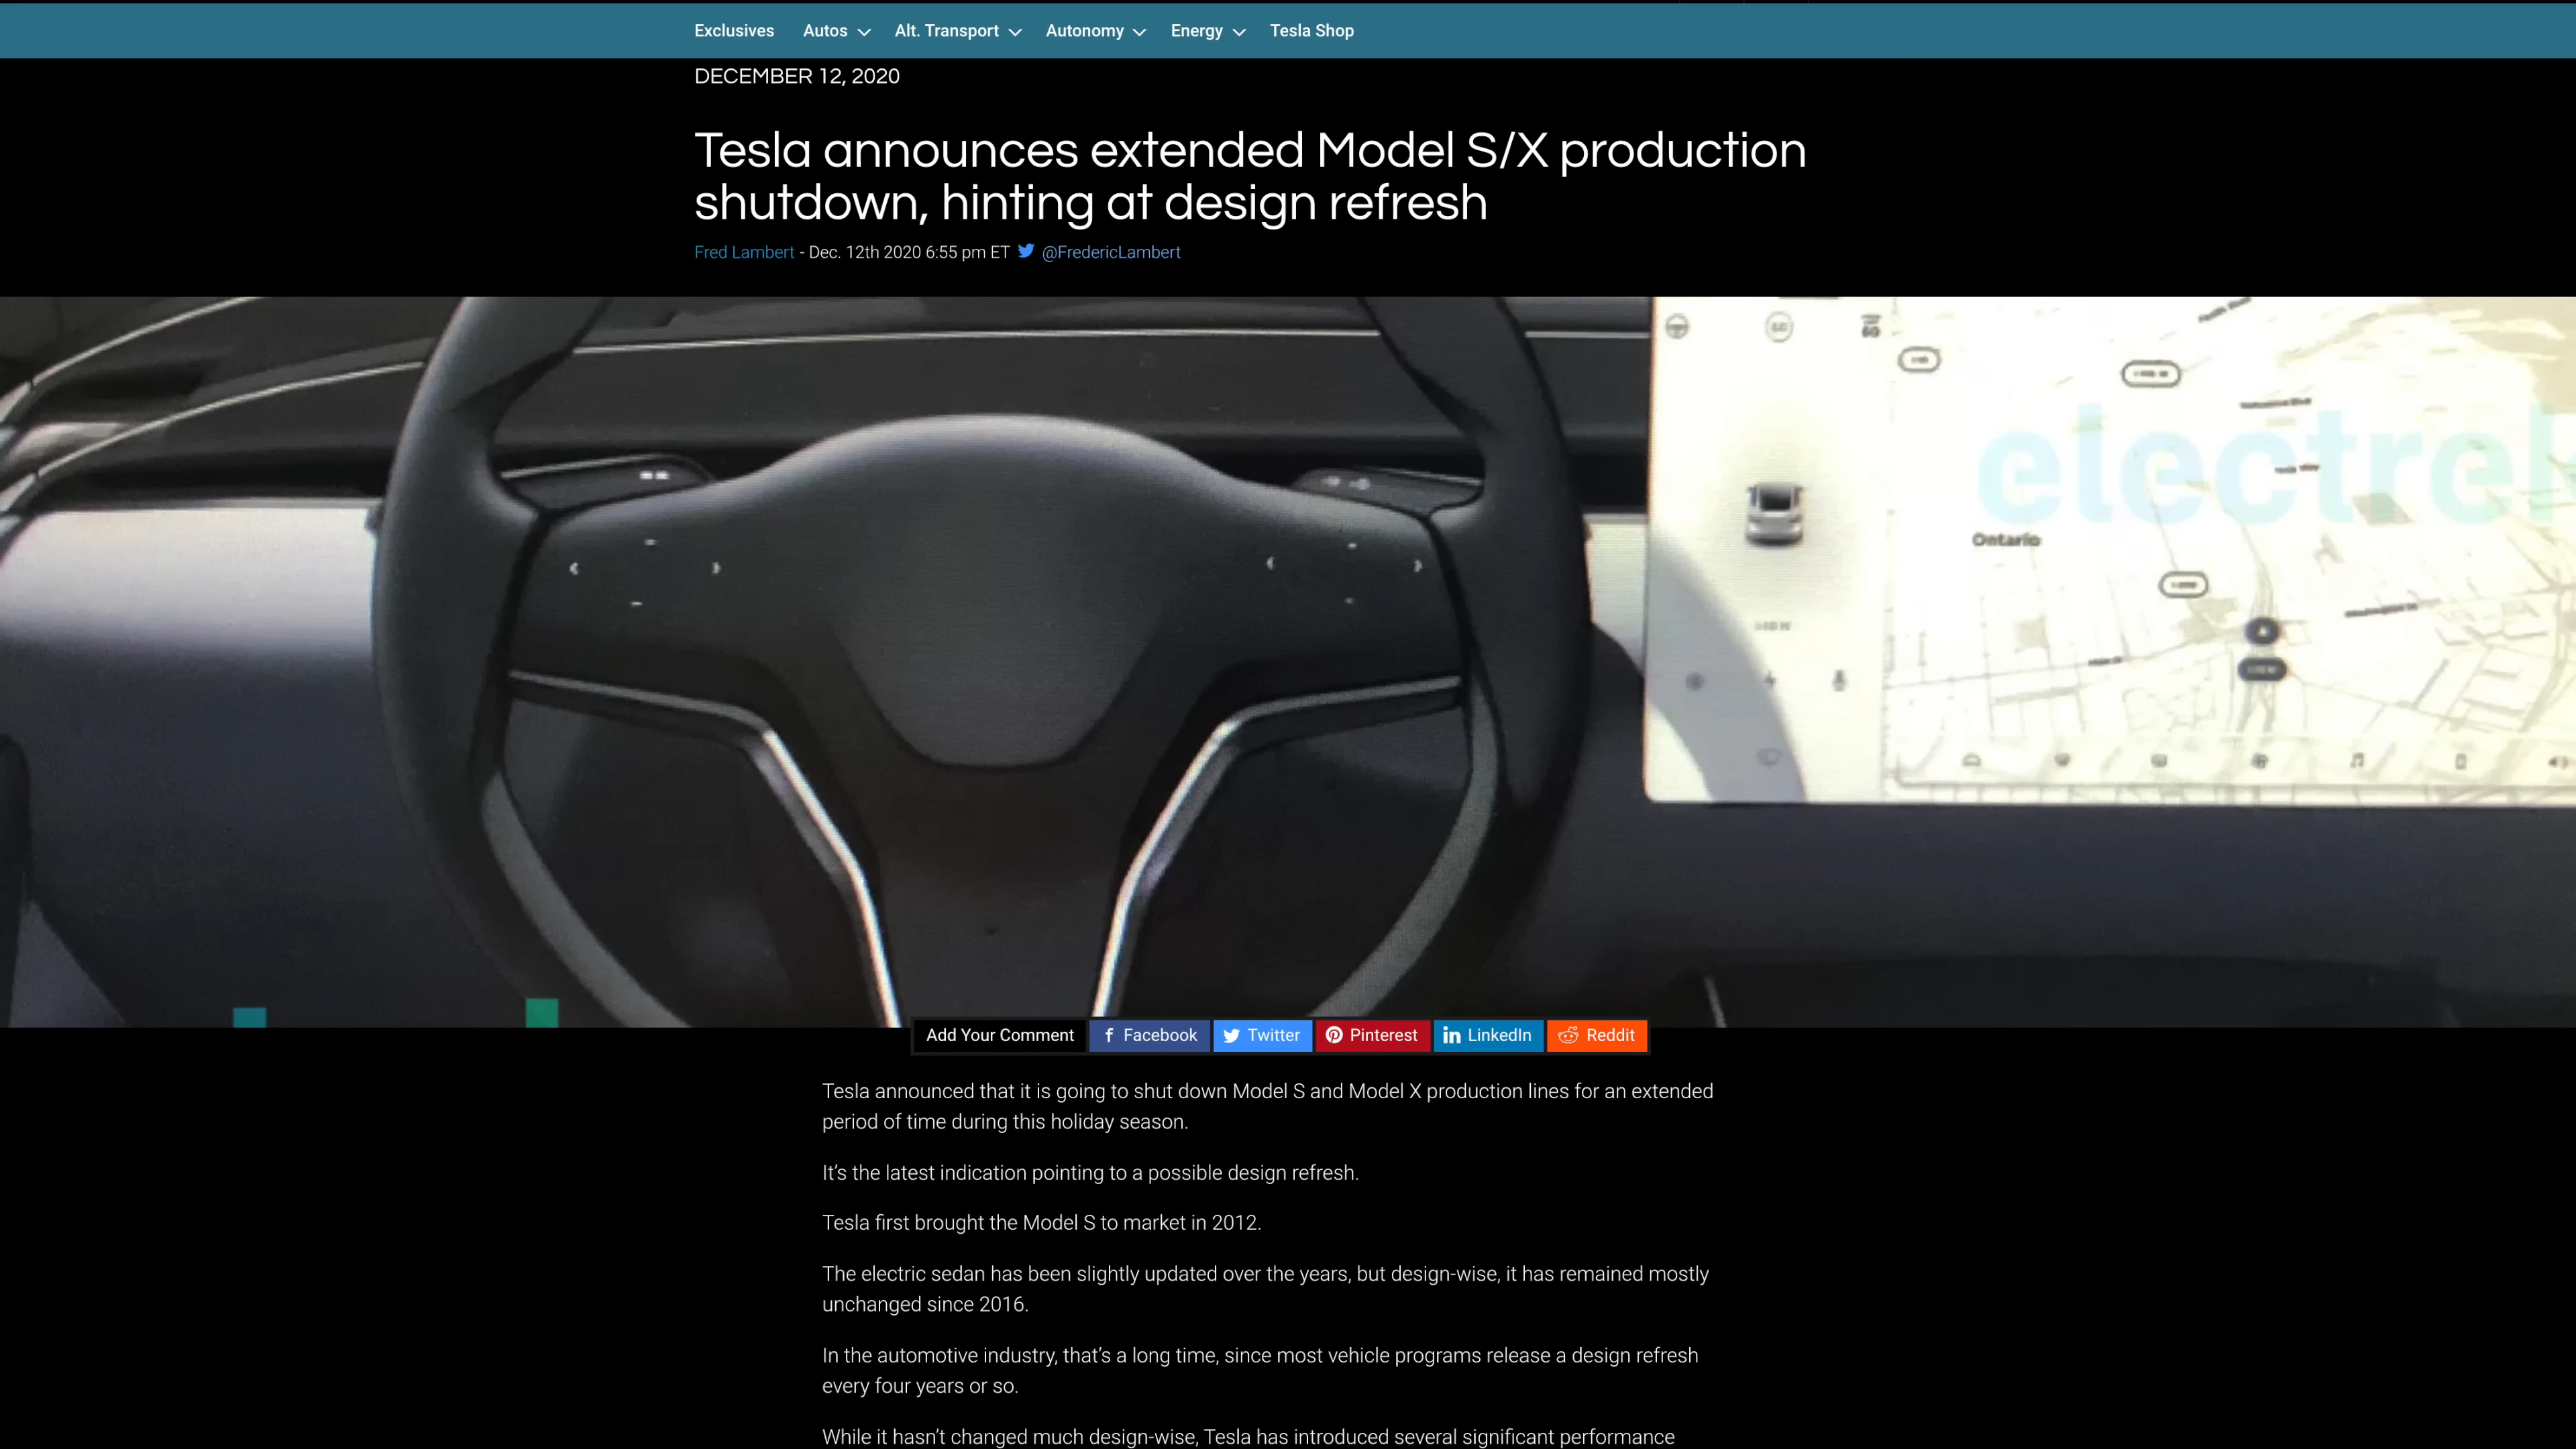 Exclusives Autos Alt. Transport Autonomy Energy Tesla Shop
DECEMBER 12, 2020
Tesla announces extended Model S/X production
shutdown, hinting at design refresh
Fred Lambert - Dec. 12th 2020 6:55 pm ET @FredericLambert
electrek
Ontario
Add Your Comment Facebook Twitter Pinterest LinkedIn Reddit
Tesla announced that it is going to shut down Model S and Model X production lines for an extended
period of time during this holiday season.
It’s the latest indication pointing to a possible design refresh.
Tesla first brought the Model S to market in 2012.
The electric sedan has been slightly updated over the years, but design-wise, it has remained mostly
unchanged since 2016.
In the automotive industry, that’s a long time, since most vehicle programs release a design refresh
every four years or so.
While it hasn’t changed much design-wise, Tesla has introduced several significant performance